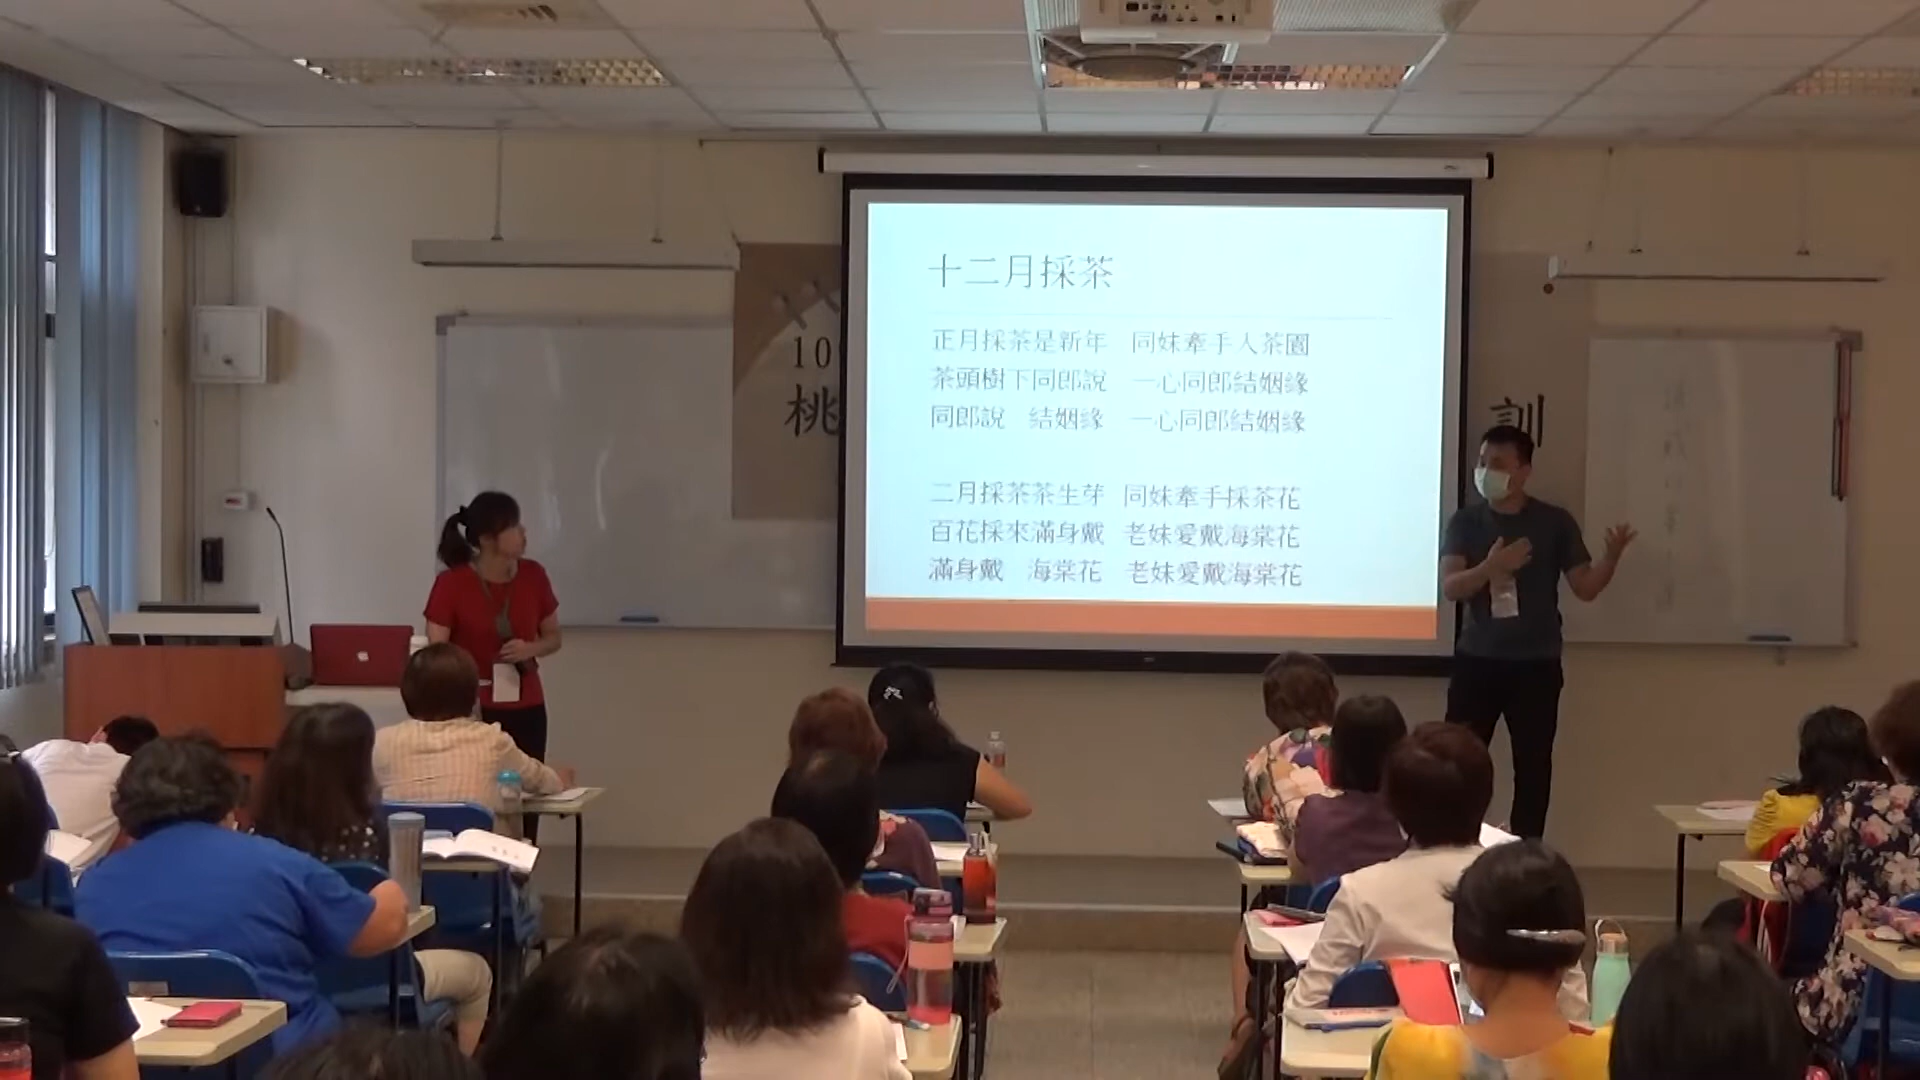 十二月採茶
正月採茶是新年 同妹牽手人茶園
茶頭樹下同郎說 一心同郎結姻緣
同郎說 結姻緣 一心同郎結姻緣
二月採茶茶生芽 同妹牽手採茶花
百花採來滿身戴 老妹愛戴海棠花
滿身戴 海棠花 老妹愛戴海棠花
10
桃
訓